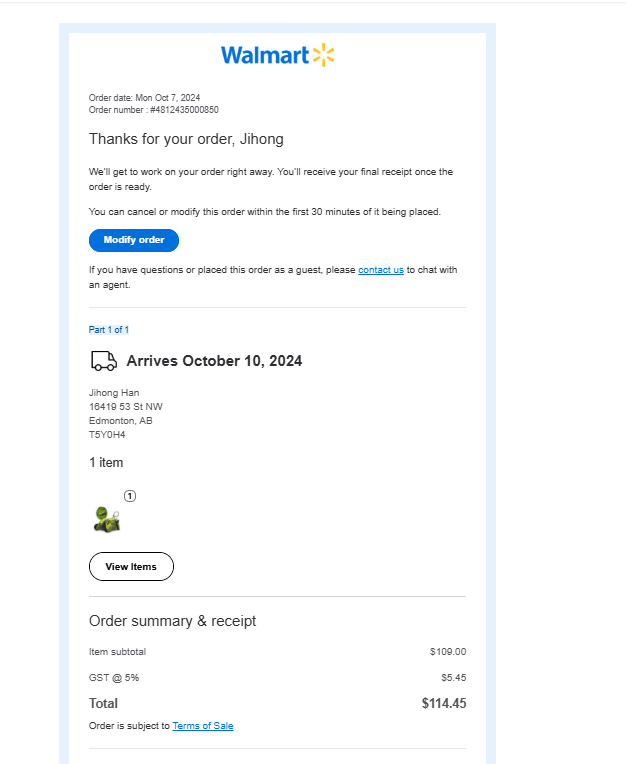 Walmart
Order date: Mon Oct 7, 2024
Order number : #4812435000850
Thanks for your order, Jihong
We'll get to work on your order right away. You'll receive your final receipt once the
order is ready.
You can cancel or modify this order within the first 30 minutes of it being placed.
Modify order
If you have questions or placed this order as a guest, please contact us to chat with
an agent.
Part 1 of 1
Arrives October 10, 2024
Jihong Han
16419 53 St NW
Edmonton, AB
T5Y0H4
1 item
1
View Items
Order summary & receipt
Item subtotal $109.00
GST @ 5% $5.45
Total $114.45
Order is subject to Terms of Sale